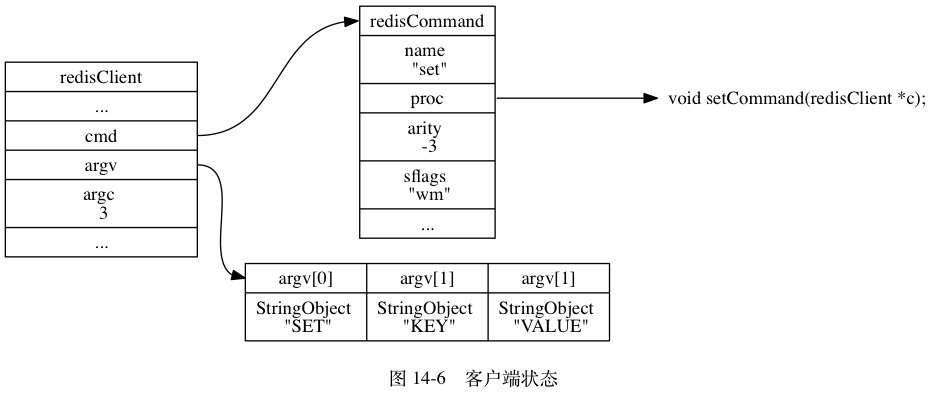 redisClient
...
cmd
argv
argc
3
...
redisCommand
name
"set"
proc
arity
-3
sflags
"wm"
...
void setCommand(redisClient *c);
argv[0]
argv[1]
argv[1]
StringObject
"SET"
StringObject
"KEY"
StringObject
"VALUE"
图 14-6 客户端状态